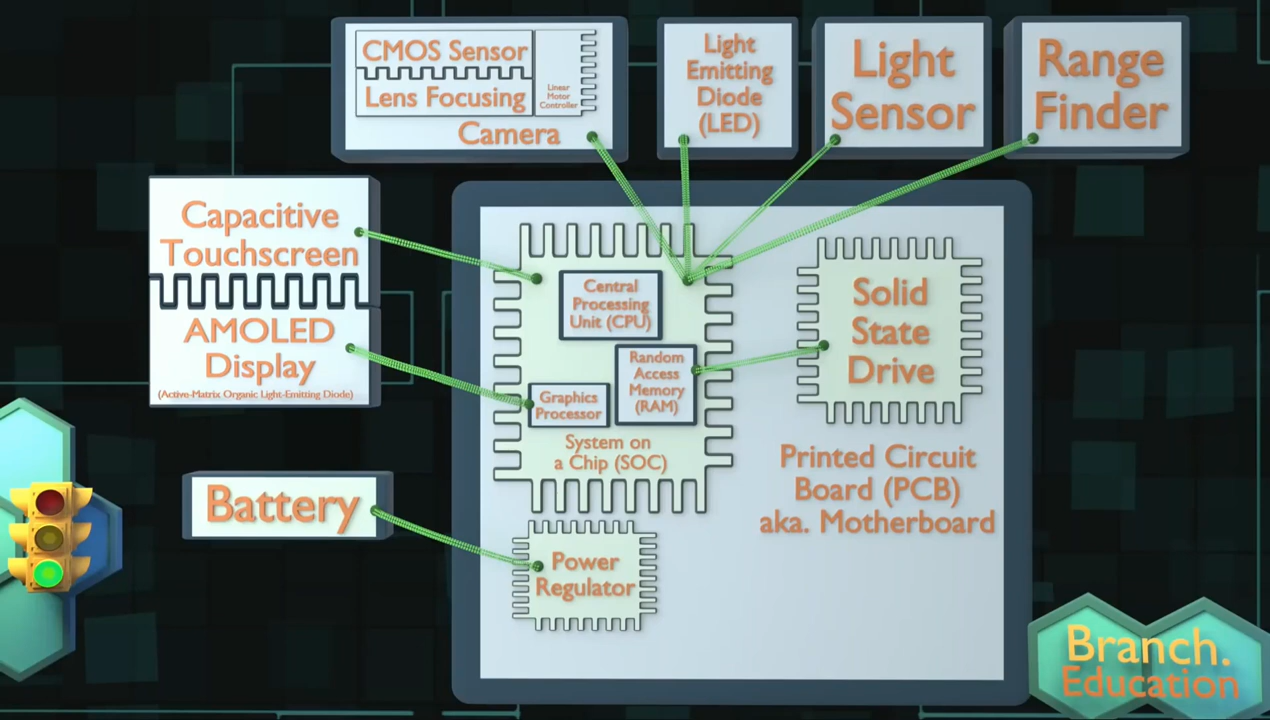 CMOS Sensor
Lens Focusing
Linear
Motor
Controller
Camera
Light
Emitting
Diode
(LED)
Light
Sensor
Range
Finder
Capacitive
Touchscreen
AMOLED
Display
(Active-Matrix Organic Light-Emitting Diode)
Battery
Central
Processing
Unit (CPU)
Random
Access
Memory
(RAM)
Graphics
Processor
System on
a Chip (SOC)
Power
Regulator
Solid
State
Drive
Printed Circuit
Board (PCB)
aka. Motherboard
Branch.
Education